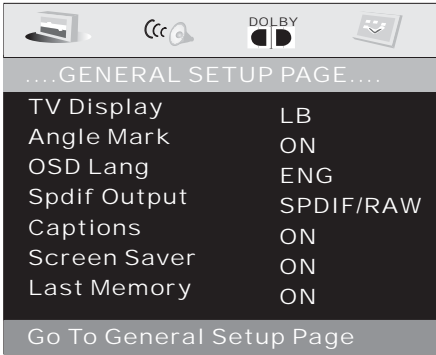 DOLBY
....GENERAL SETUP PAGE....
TV Display LB
Angle Mark ON
OSD Lang ENG
Spdif Output SPDIF/RAW
Captions ON
Screen Saver ON
Last Memory ON
Go To General Setup Page